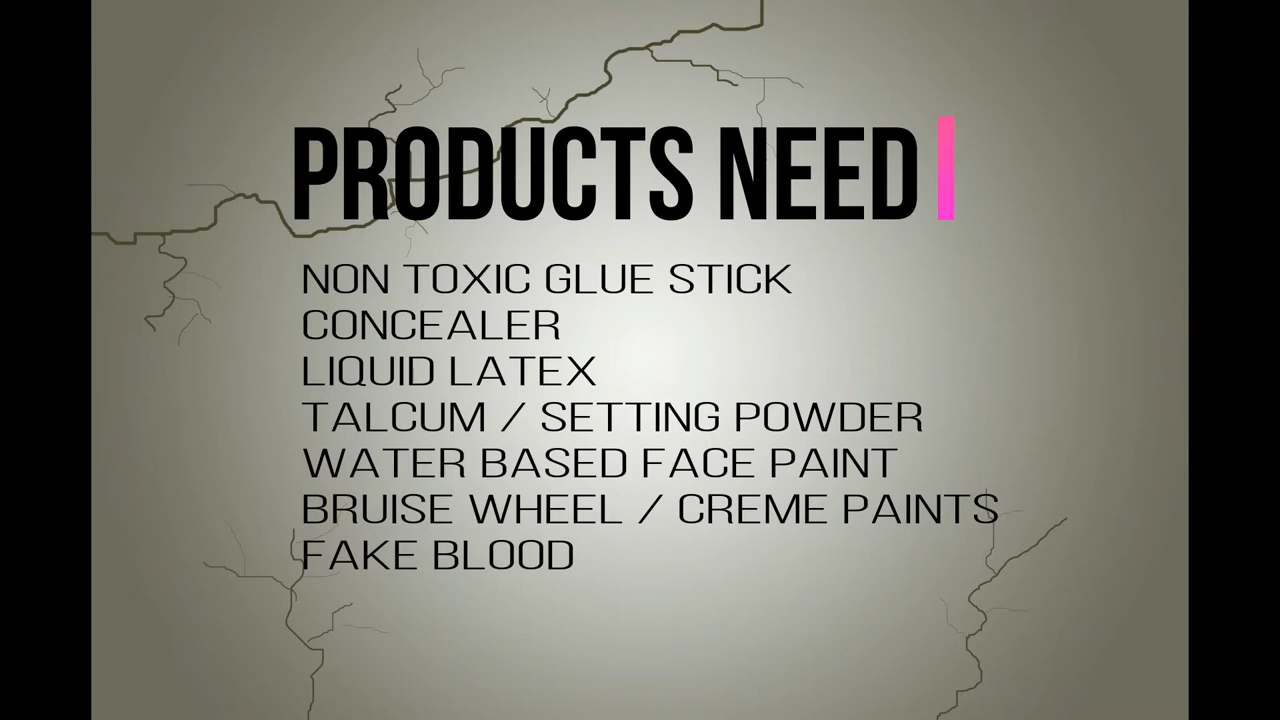 PRODUCTS NEED
NON TOXIC GLUE STICK
CONCEALER
LIQUID LATEX
TALCUM / SETTING POWDER
WATER BASED FACE PAINT
BRUISE WHEEL / CREME PAINTS
FAKE BLOOD